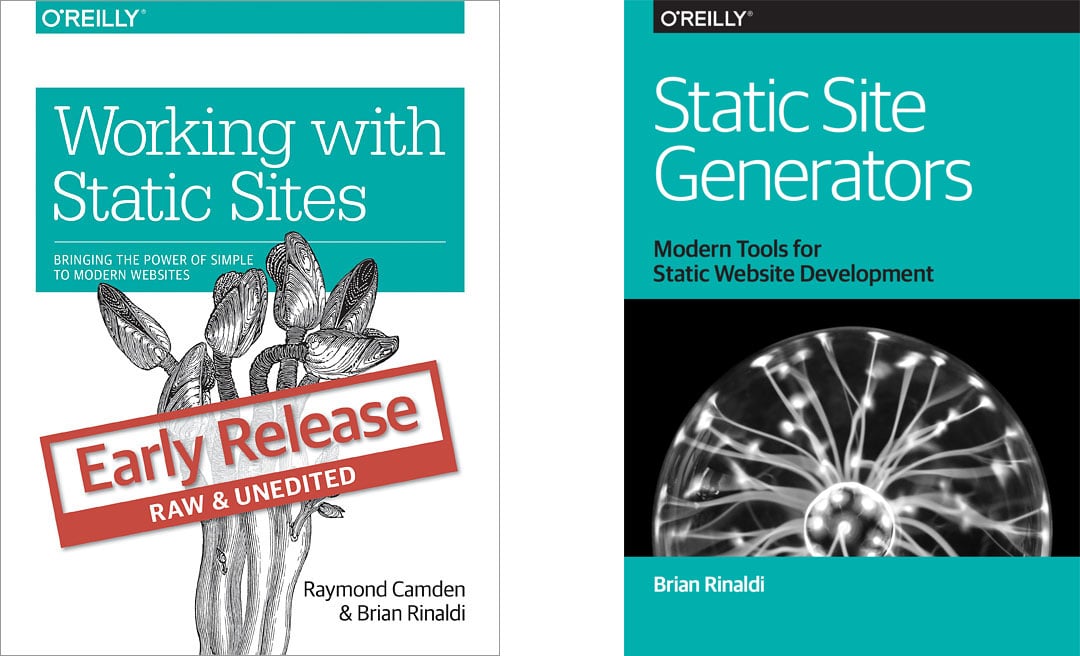 O'REILLY®
Working with
Static Sites
BRINGING THE POWER OF SIMPLE
TO MODERN WEBSITES
Early Release
RAW & UNEDITED
Raymond Camden
& Brian Rinaldi
O'REILLY®
Static Site
Generators
Modern Tools for
Static Website Development
Brian Rinaldi